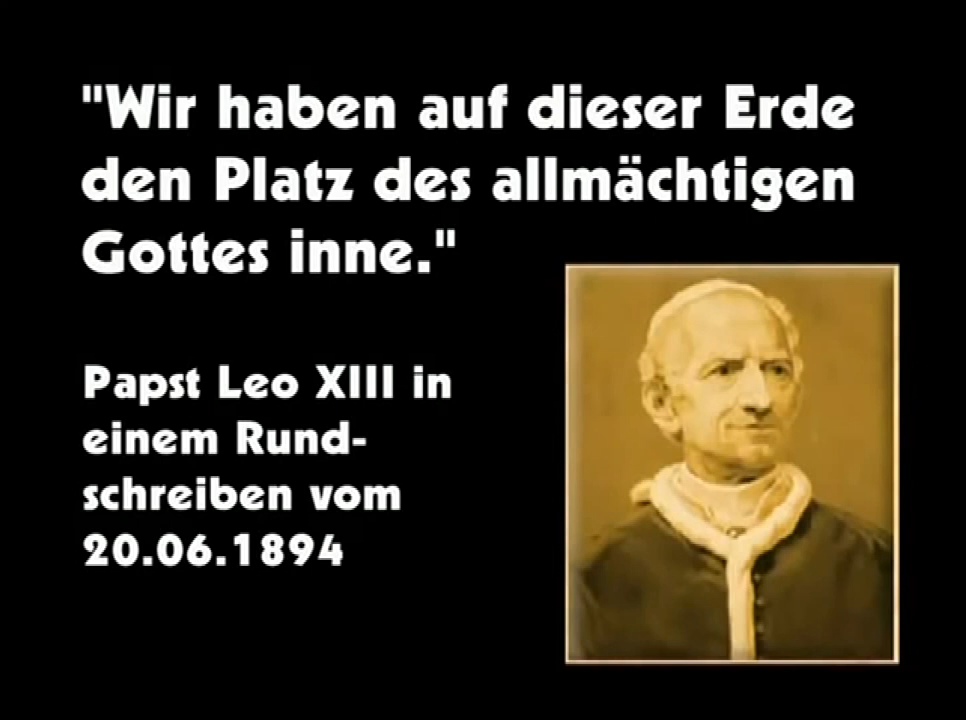 "Wir haben auf dieser Erde
den Platz des allmächtigen
Gottes inne."
Papst Leo XIII in
einem Rund-
schreiben vom
20.06.1894